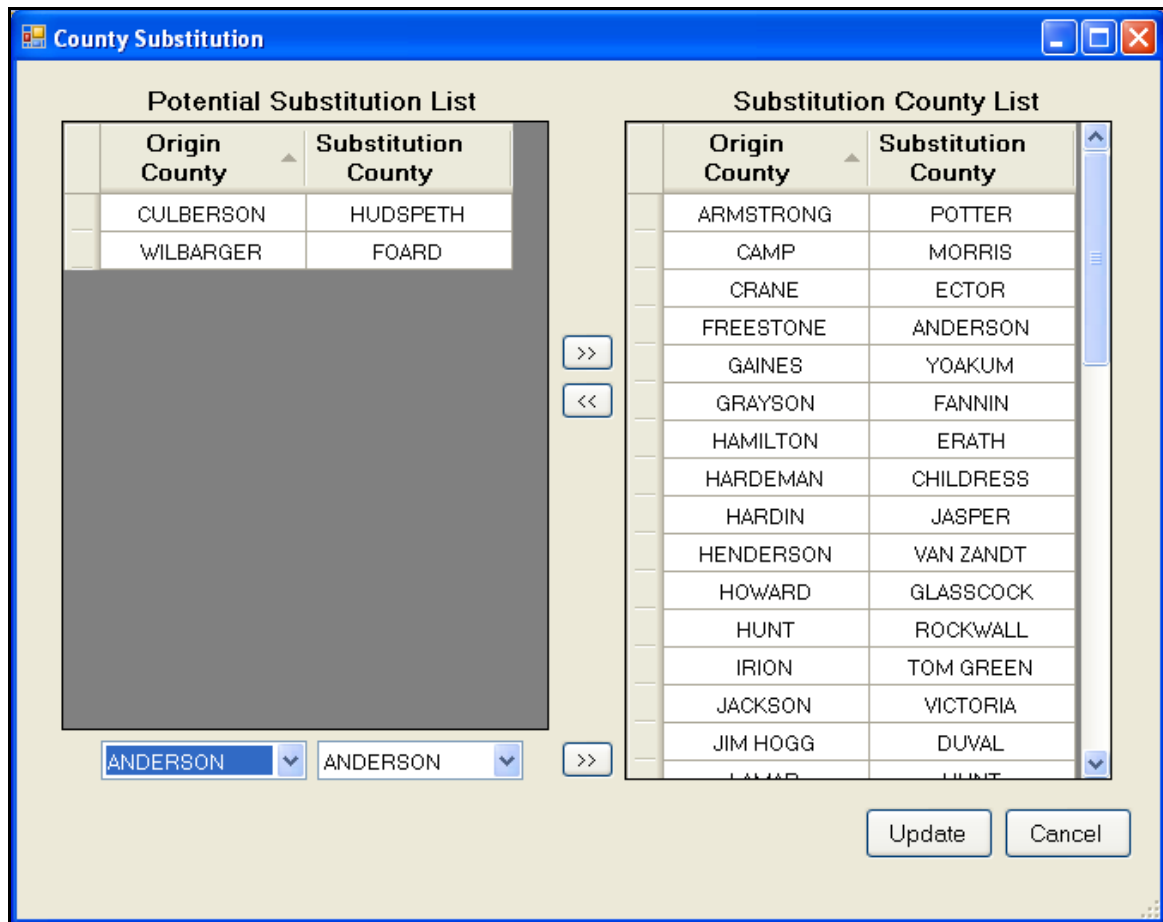 County Substitution
Potential Substitution List
Origin County Substitution County
CULBERSON HUDSPETH
WILBARGER FOARD
>>
<<
ANDERSON ANDERSON >>
Substitution County List
Origin County Substitution County
ARMSTRONG POTTER
CAMP MORRIS
CRANE ECTOR
FREESTONE ANDERSON
GAINES YOAKUM
GRAYSON FANNIN
HAMILTON ERATH
HARDEMAN CHILDRESS
HARDIN JASPER
HENDERSON VAN ZANDT
HOWARD GLASSCOCK
HUNT ROCKWALL
IRION TOM GREEN
JACKSON VICTORIA
JIM HOGG DUVAL
LAMAR HUNT
Update Cancel